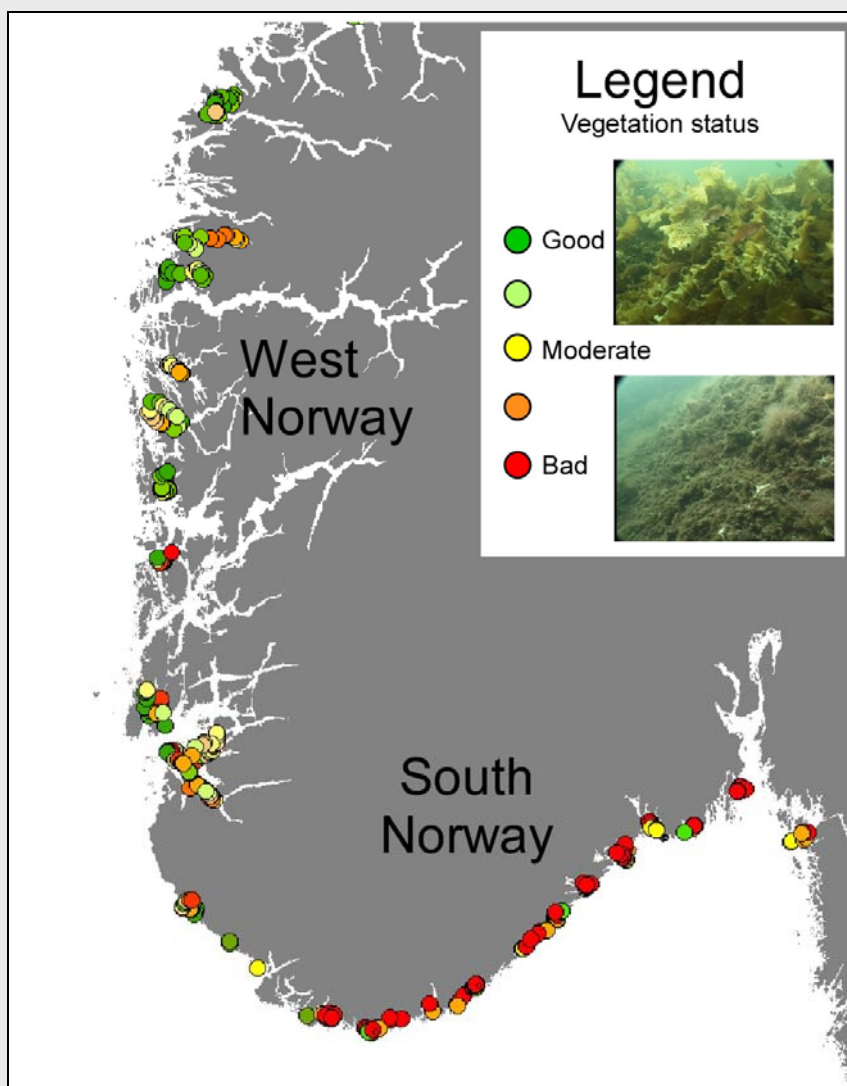 Legend
Vegetation status
Good
Moderate
Bad
West
Norway
South
Norway